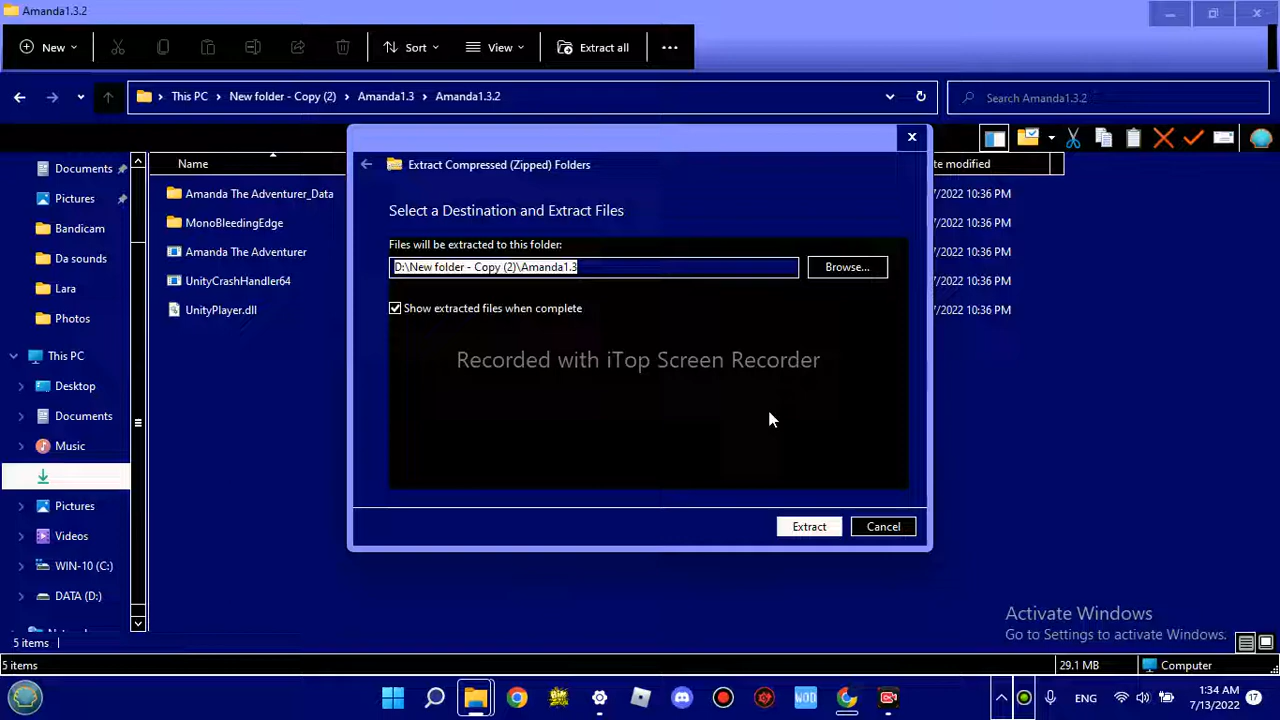 Amanda1.3.2
New
Sort
View
Extract all
This PC
New folder - Copy (2)
Amanda1.3
Amanda1.3.2
Search Amanda1.3.2
Documents
Pictures
Bandicam
Da sounds
Lara
Photos
This PC
Desktop
Documents
Music
Pictures
Videos
WIN-10 (C:)
DATA (D:)
Name
te modified
Amanda The Adventurer_Data
MonoBleedingEdge
Amanda The Adventurer
UnityCrashHandler64
UnityPlayer.dll
/2022 10:36 PM
/2022 10:36 PM
/2022 10:36 PM
/2022 10:36 PM
/2022 10:36 PM
Extract Compressed (Zipped) Folders
Select a Destination and Extract Files
Files will be extracted to this folder:
D:\New folder - Copy (2)\Amanda1.3
Browse...
Show extracted files when complete
Recorded with iTop Screen Recorder
Extract
Cancel
Activate Windows
Go to Settings to activate Windows.
5 items
5 items
29.1 MB
Computer
WOD
ENG
1:34 AM
7/13/2022
17